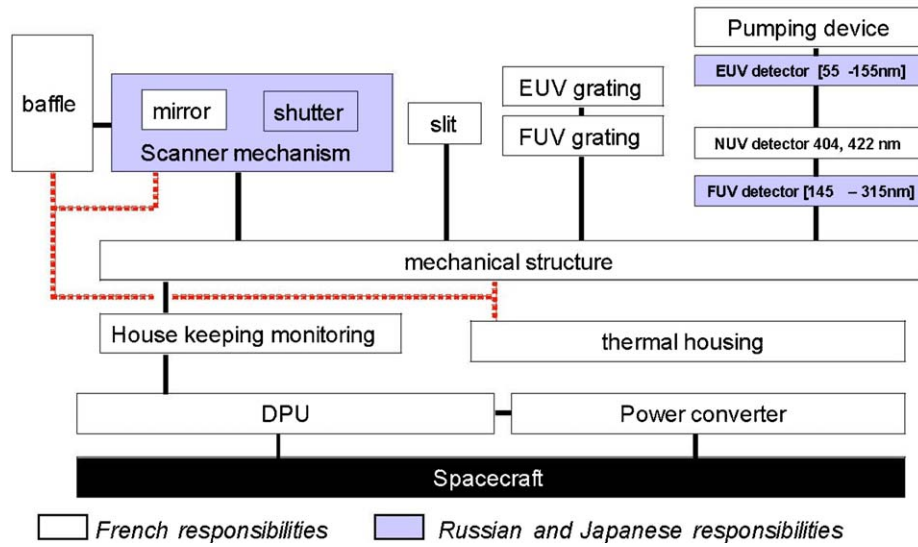 Pumping device
EUV detector [55 -155nm]
baffle
mirror
shutter
Scanner mechanism
slit
EUV grating
FUV grating
NUV detector 404, 422 nm
FUV detector [145 – 315nm]
mechanical structure
House keeping monitoring
thermal housing
DPU
Power converter
Spacecraft
French responsibilities
Russian and Japanese responsibilities